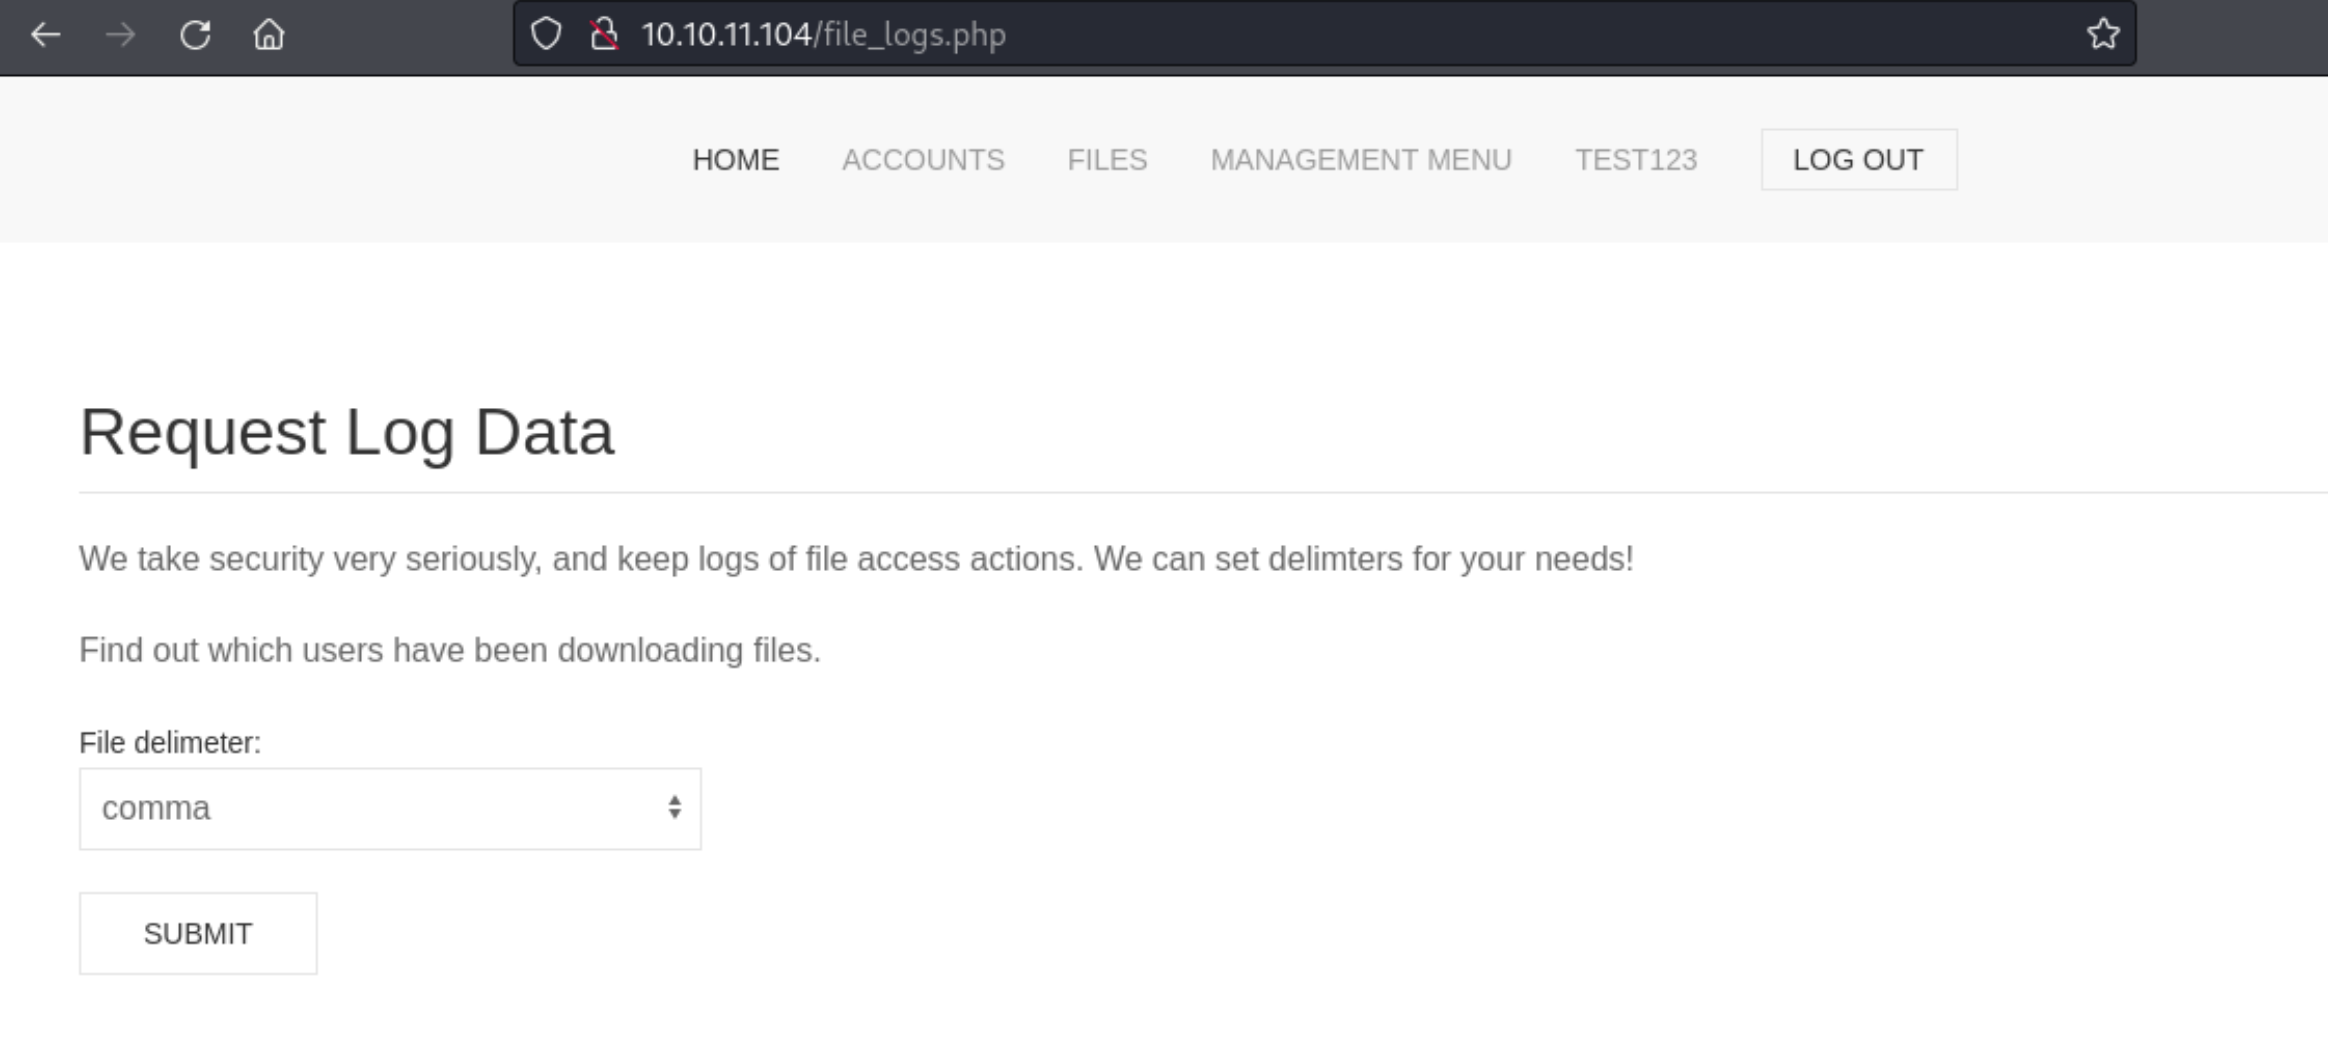 10.10.11.104/file_logs.php
HOME ACCOUNTS FILES MANAGEMENT MENU TEST123 LOG OUT
Request Log Data
We take security very seriously, and keep logs of file access actions. We can set delimters for your needs!
Find out which users have been downloading files.
File delimeter:
comma
SUBMIT